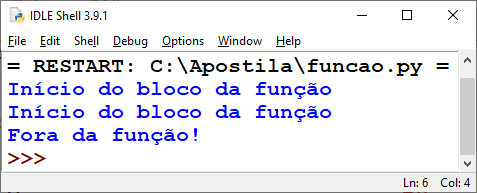 IDLE Shell 3.9.1
File Edit Shell Debug Options Window Help
= RESTART: C:\Apostila\funcao.py =
Início do bloco da função
Início do bloco da função
Fora da função!
>>>
Ln: 6 Col: 4